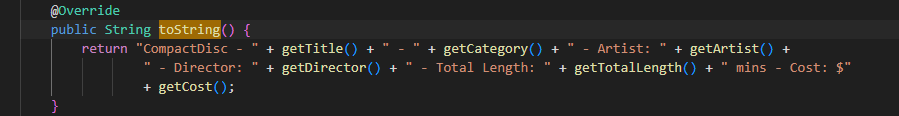 @Override
public String toString() {
return "CompactDisc - " + getTitle() + " - " + getCategory() + " - Artist: " + getArtist() +
" - Director: " + getDirector() + " - Total Length: " + getTotalLength() + " mins - Cost: $"
+ getCost();
}